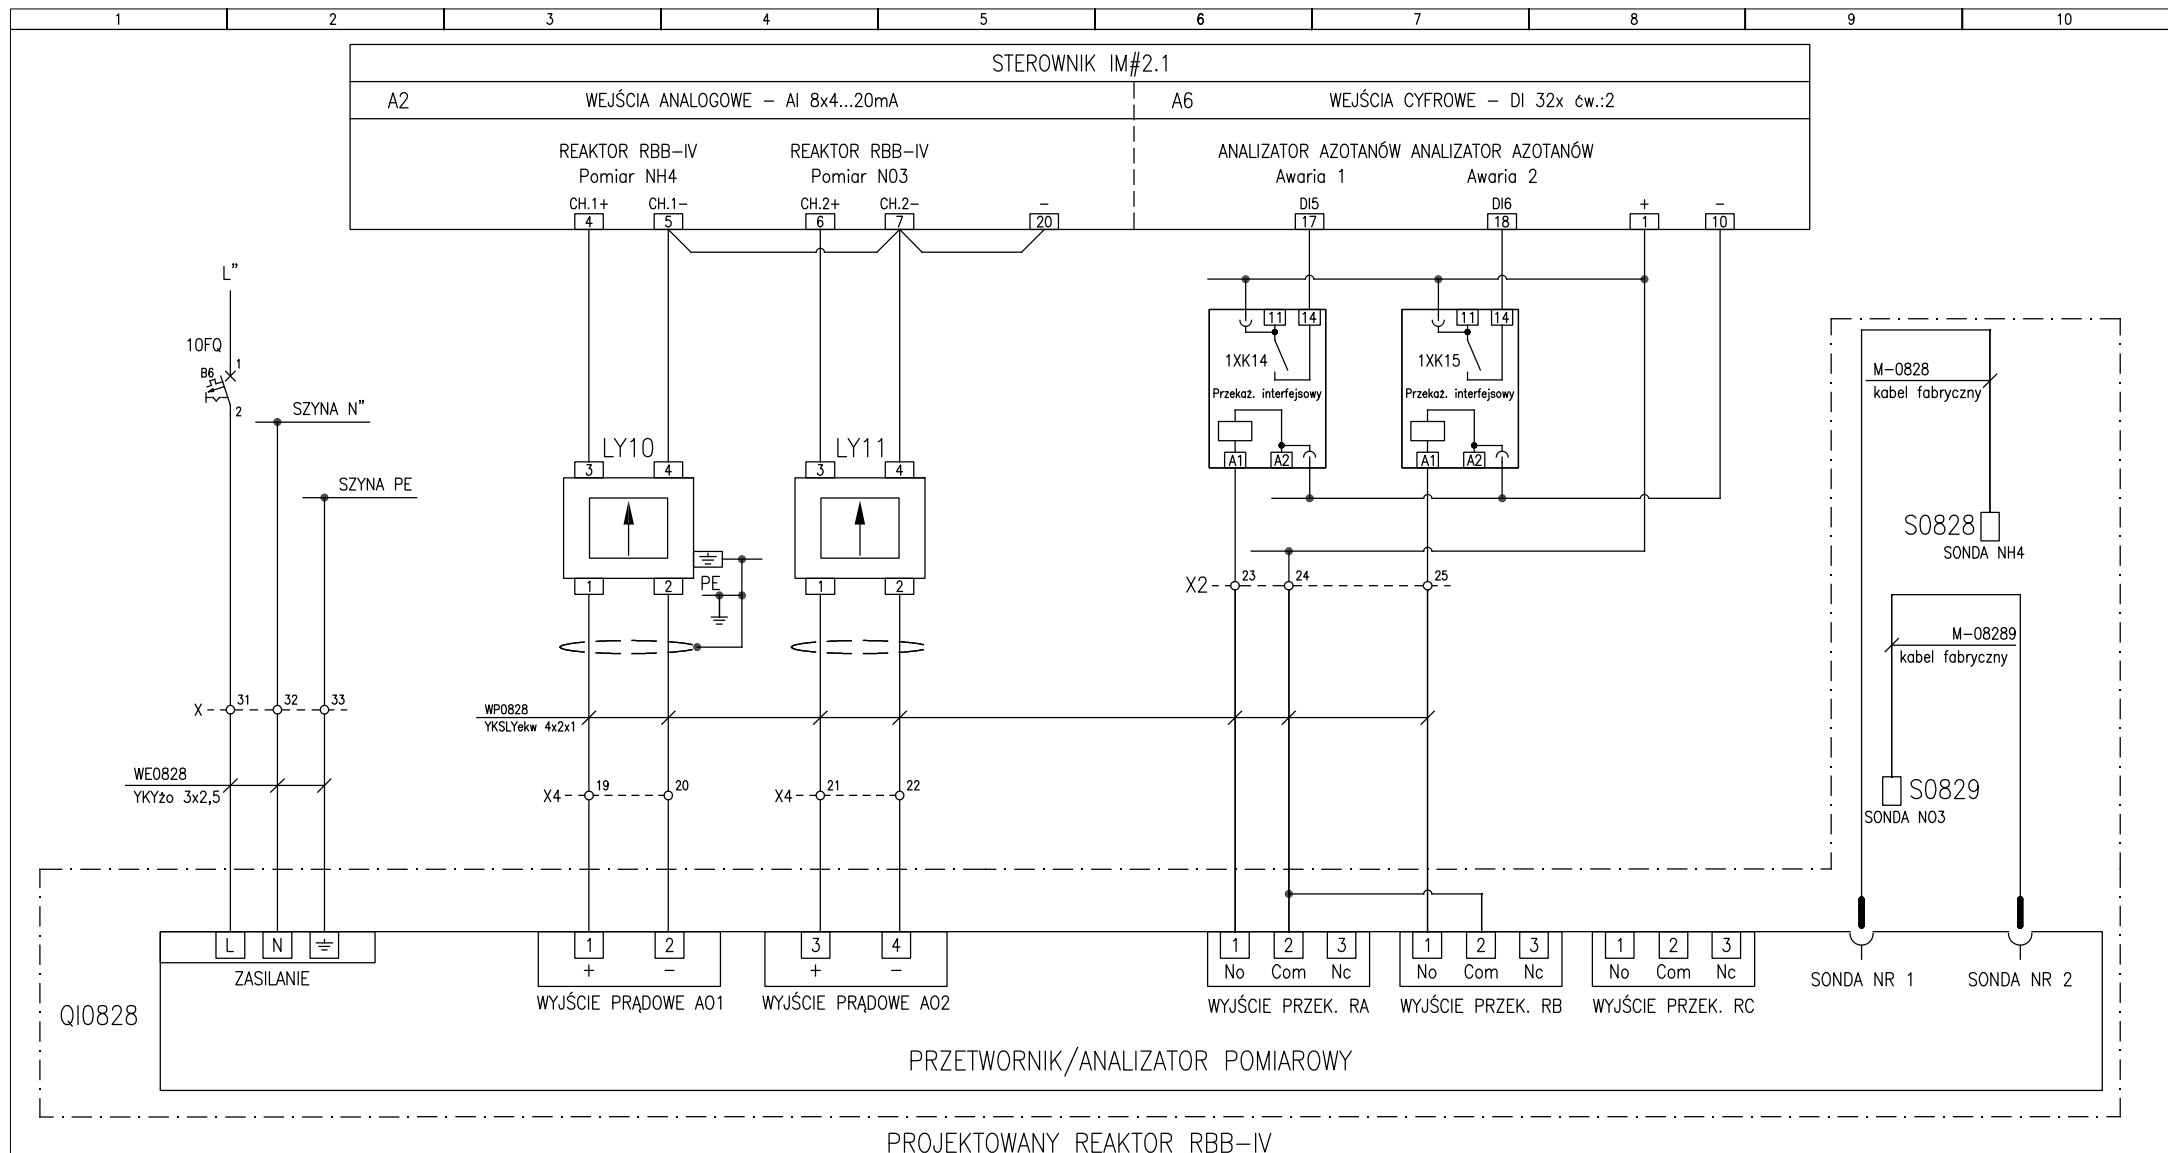 1 2 3 4 5 6 7 8 9 10
STEROWNIK IM#2.1
A2 WEJŚCIA ANALOGOWE – AI 8x4...20mA A6 WEJŚCIA CYFROWE – DI 32x ćw.:2
REAKTOR RBB–IV REAKTOR RBB–IV ANALIZATOR AZOTANÓW ANALIZATOR AZOTANÓW
Pomiar NH4 Pomiar NO3 Awaria 1 Awaria 2
CH.1+ CH.1– CH.2+ CH.2– – DI5 DI6 + –
4 5 6 7 20 17 18 1 10
L”
11 14 11 14
10FQ 1
1XK14 1XK15
B6
M–0828
kabel fabryczny
Przekaź. interfejsowy Przekaź. interfejsowy
2
SZYNA N”
LY10 LY11
A1 A2 A1 A2
3 4 3 4
SZYNA PE
S0828
SONDA NH4
PE
1 2 1 2
X2 23 24 25
M–08289
kabel fabryczny
X 31 32 33
WP0828
YKSLYekw 4x2x1
WE0828
YKYżo 3x2,5
X4 19 20 X4 21 22
S0829
SONDA NO3
L N 1 2 3 4 1 2 3 1 2 3 1 2 3
+ – + – No Com Nc No Com Nc No Com Nc
ZASILANIE SONDA NR 1 SONDA NR 2
WYJŚCIE PRĄDOWE AO1 WYJŚCIE PRĄDOWE AO2 WYJŚCIE PRZEK. RA WYJŚCIE PRZEK. RB WYJŚCIE PRZEK. RC
QI0828
PRZETWORNIK/ANALIZATOR POMIAROWY
PROJEKTOWANY REAKTOR RBB–IV